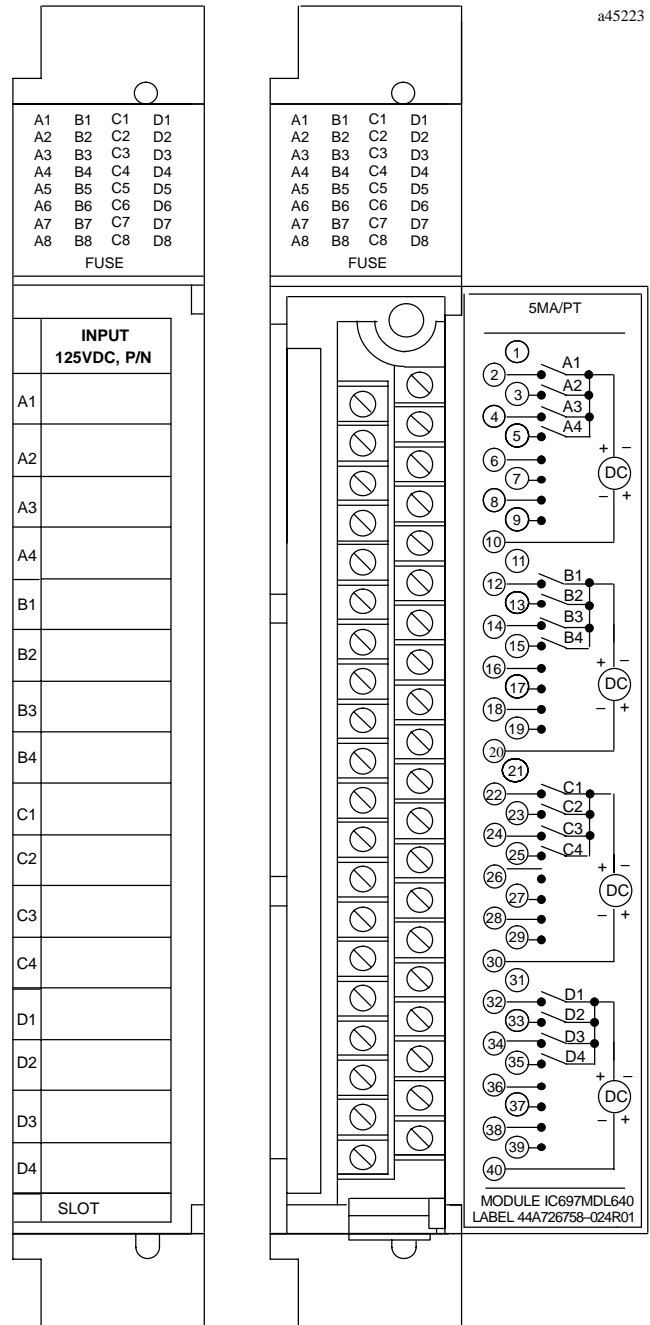 a45223
A1 B1 C1 D1
A2 B2 C2 D2
A3 B3 C3 D3
A4 B4 C4 D4
A5 B5 C5 D5
A6 B6 C6 D6
A7 B7 C7 D7
A8 B8 C8 D8
FUSE
INPUT
125VDC, P/N
A1
A2
A3
A4
B1
B2
B3
B4
C1
C2
C3
C4
D1
D2
D3
D4
SLOT
A1 B1 C1 D1
A2 B2 C2 D2
A3 B3 C3 D3
A4 B4 C4 D4
A5 B5 C5 D5
A6 B6 C6 D6
A7 B7 C7 D7
A8 B8 C8 D8
FUSE
5MA/PT
1
2 A1
3 A2
4 A3
5 A4
+ –
6
DC
7
8
– +
9
10
11
12 B1
13 B2
14 B3
15 B4
+ –
16
DC
17
18
– +
19
20
21
22 C1
23 C2
24 C3
25 C4
+ –
26
DC
27
28
– +
29
30
31
32 D1
33 D2
34 D3
35 D4
+ –
36
DC
37
38
– +
39
40
MODULE IC697MDL640
LABEL 44A726758–024R01